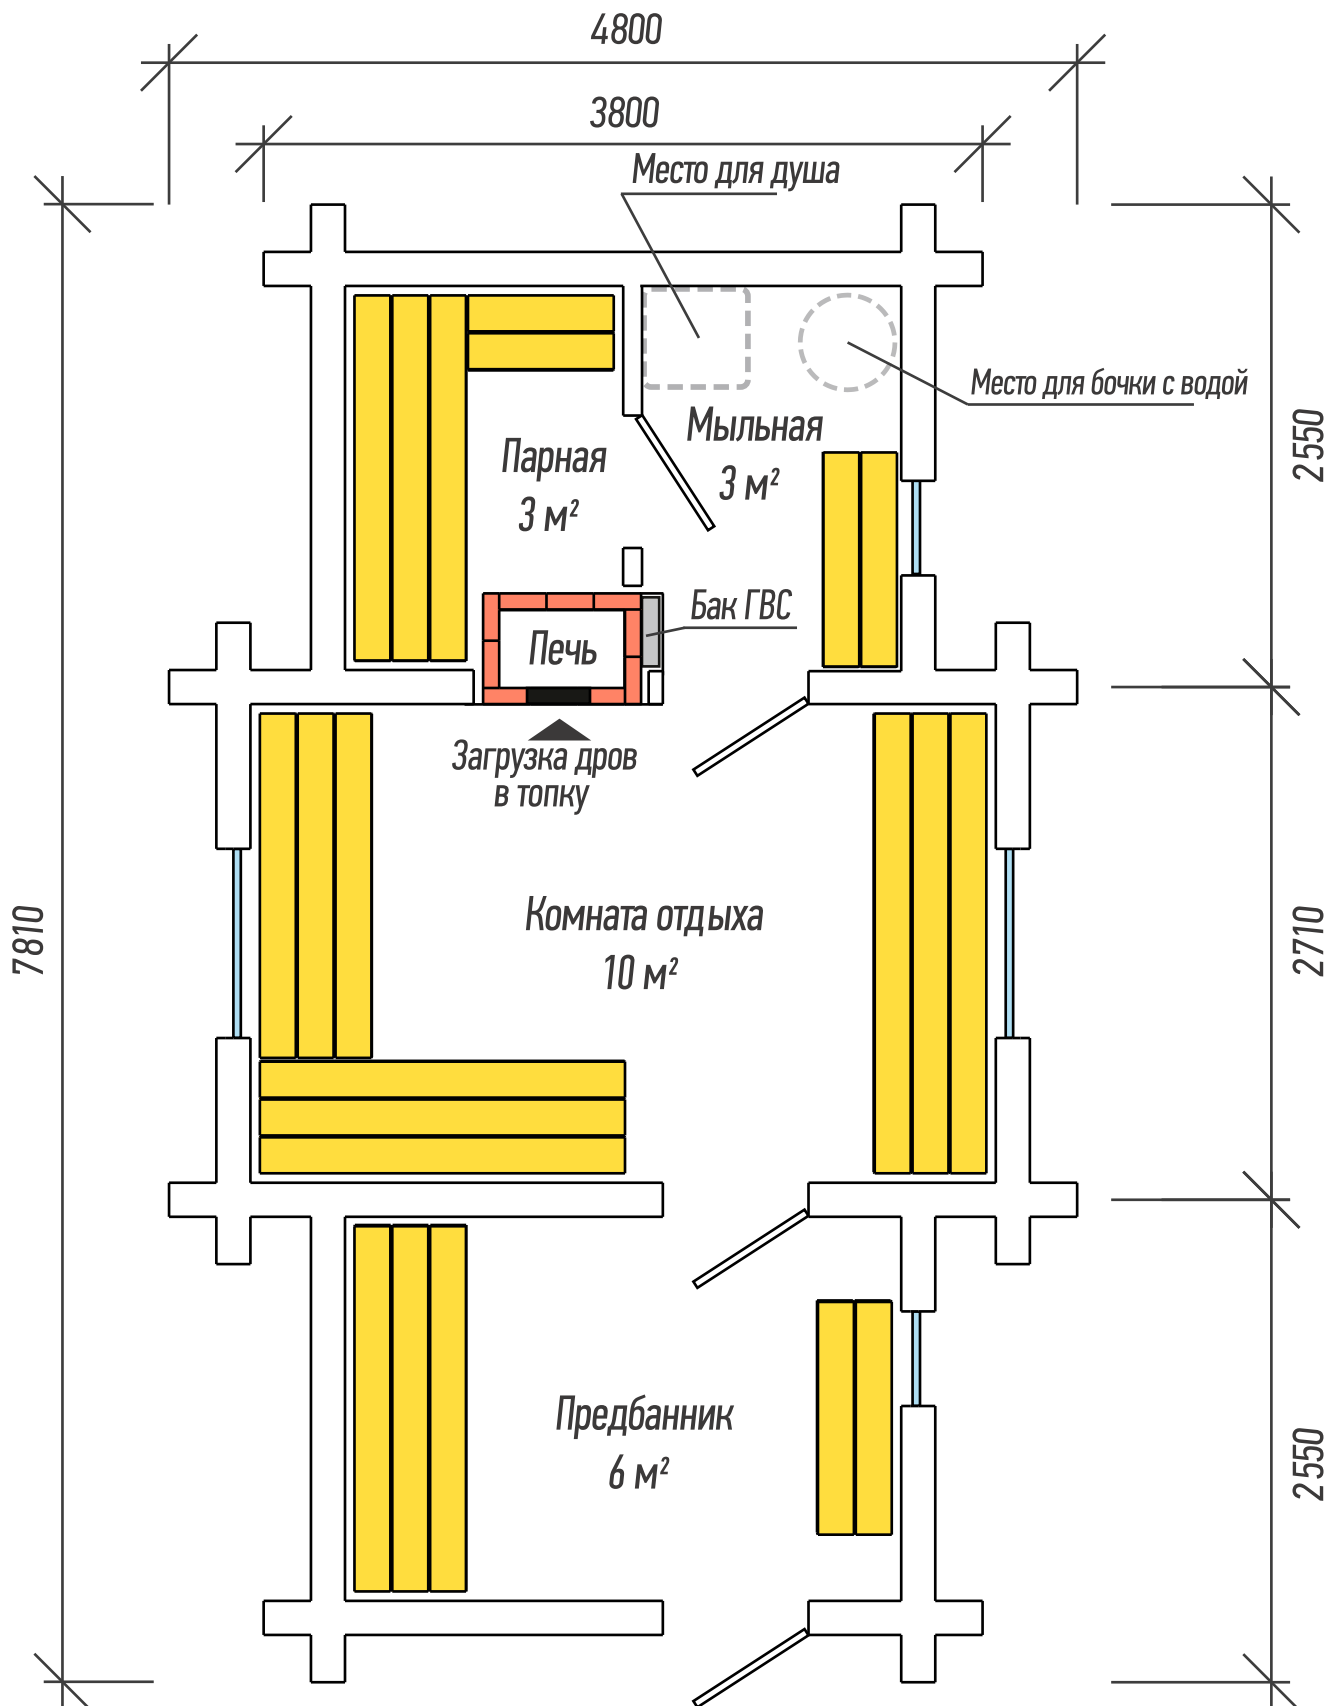 4800
3800
Место для душа
Место для бочки с водой
2550
Мыльная
3 м²
Парная
3 м²
Бак ГВС
Печь
Загрузка дров
в топку
7810
2710
Комната отдыха
10 м²
Предбанник
6 м²
2550